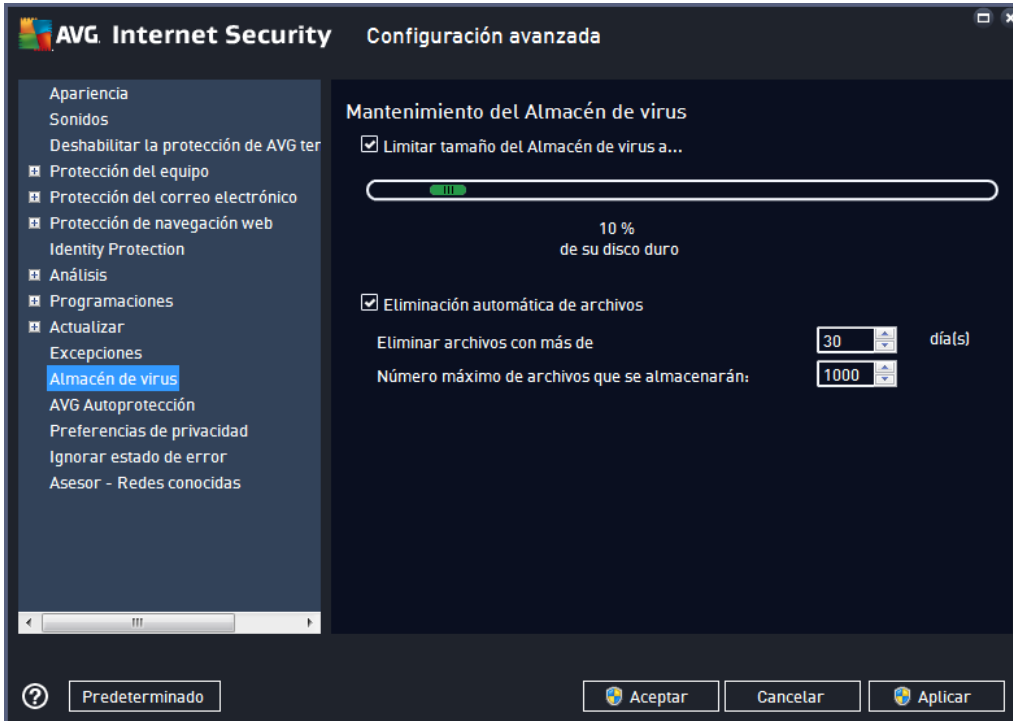 AVG. Internet Security Configuración avanzada
Apariencia
Sonidos
Deshabilitar la protección de AVG ter
Protección del equipo
Protección del correo electrónico
Protección de navegación web
Identity Protection
Análisis
Programaciones
Actualizar
Excepciones
Almacén de virus
AVG Autoprotección
Preferencias de privacidad
Ignorar estado de error
Asesor - Redes conocidas
Mantenimiento del Almacén de virus
Limitar tamaño del Almacén de virus a...
10 %
de su disco duro
Eliminación automática de archivos
Eliminar archivos con más de 30 día(s)
Número máximo de archivos que se almacenarán: 1000
? Predeterminado Aceptar Cancelar Aplicar